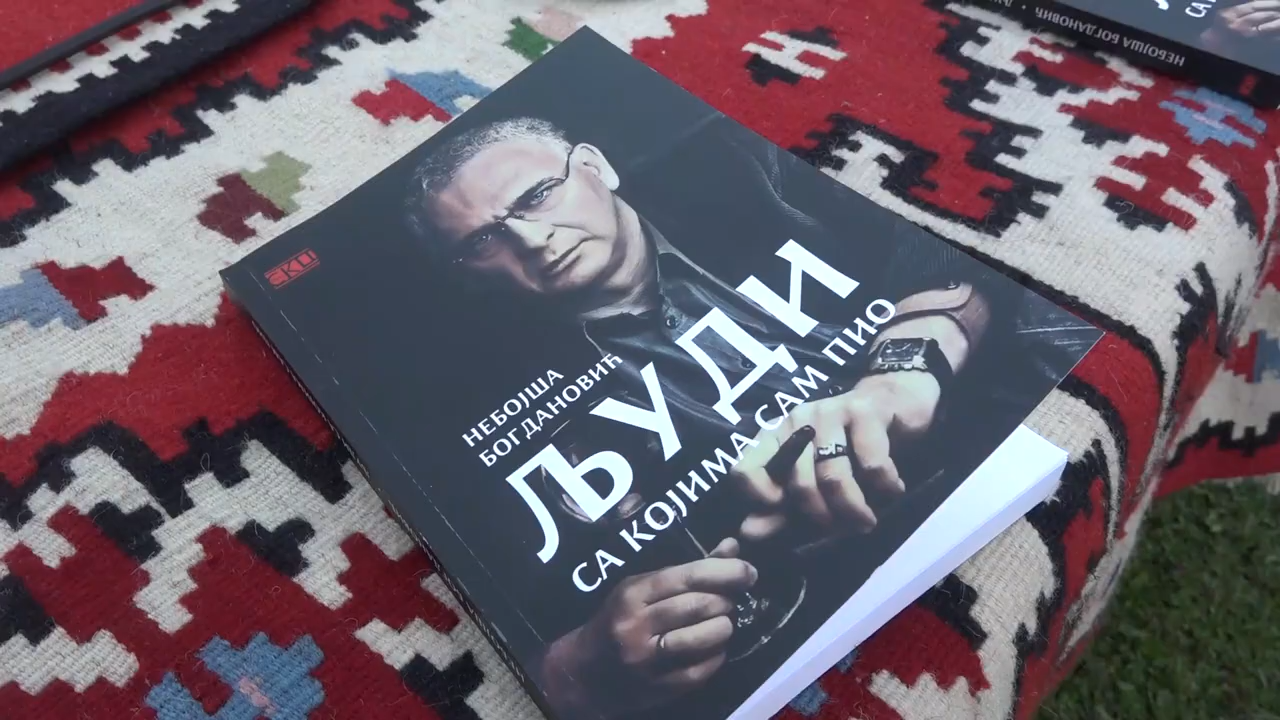 СКЦ
НЕБОЈША
БОГДАНОВИЋ
ЉУДИ
СА КОЈИМА САМ ПИО
НЕБОЈША БОГДАНОВИЋ